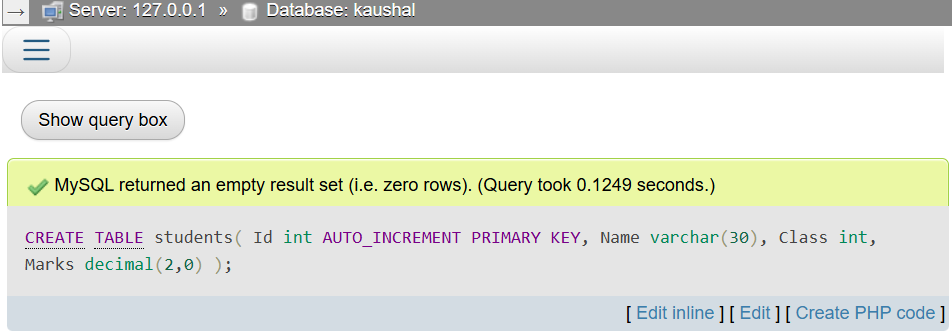 → Server: 127.0.0.1 » Database: kaushal
Show query box
MySQL returned an empty result set (i.e. zero rows). (Query took 0.1249 seconds.)
CREATE TABLE students( Id int AUTO_INCREMENT PRIMARY KEY, Name varchar(30), Class int,
Marks decimal(2,0) );
[ Edit inline ] [ Edit ] [ Create PHP code ]